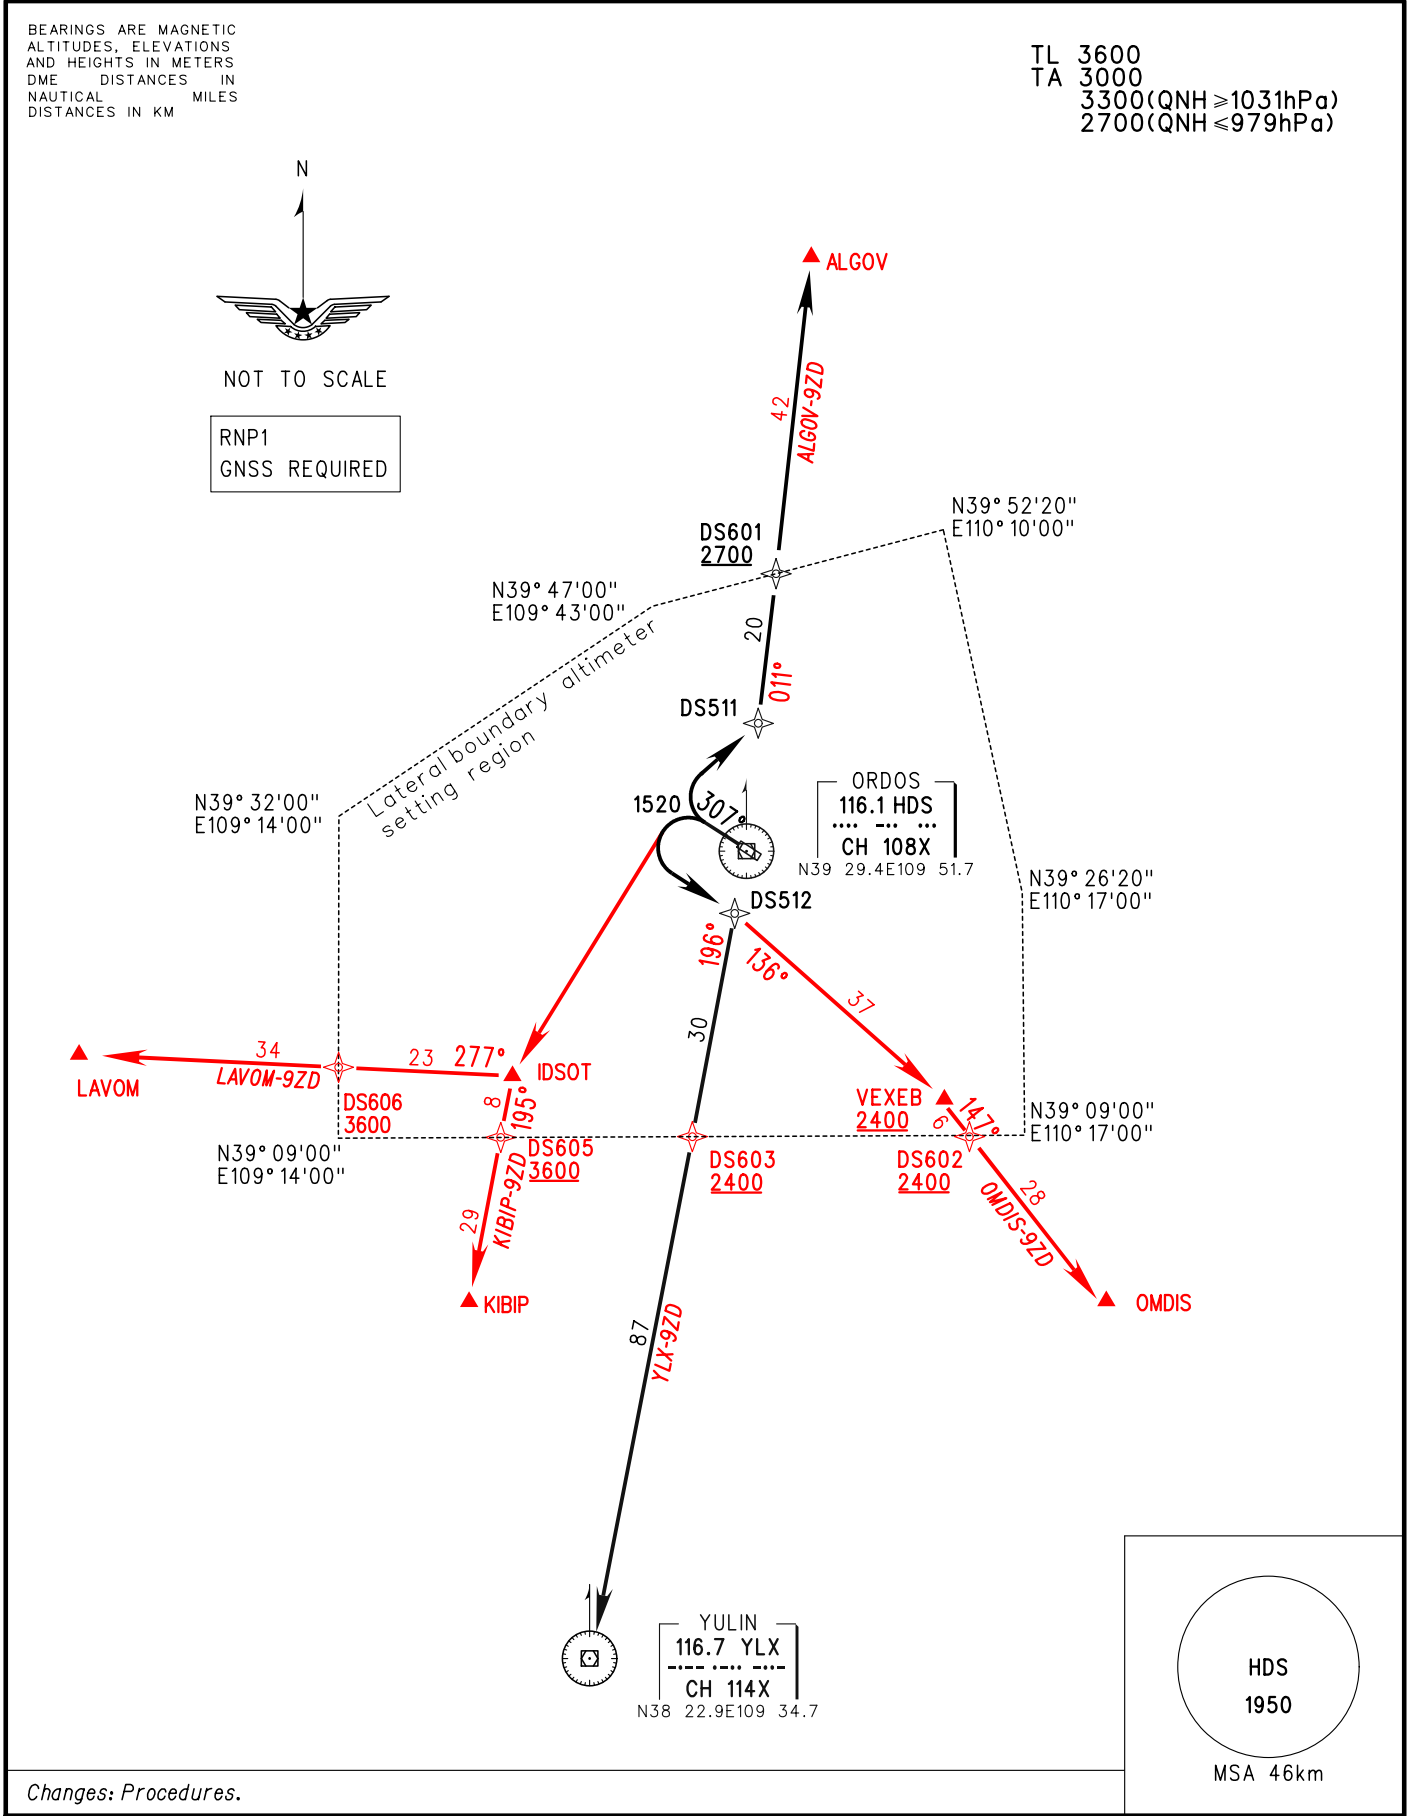 BEARINGS ARE MAGNETIC
ALTITUDES, ELEVATIONS
AND HEIGHTS IN METERS
DME DISTANCES IN
NAUTICAL MILES
DISTANCES IN KM
TL 3600
TA 3000
3300(QNH≥1031hPa)
2700(QNH≤979hPa)
N
NOT TO SCALE
RNP1
GNSS REQUIRED
ALGOV
42
ALGOV-9ZD
N39°52'20"
E110°10'00"
DS601
2700
N39°47'00"
E109°43'00"
20
011°
Lateral boundary altimeter
setting region
DS511
N39°32'00"
E109°14'00"
1520
307°
ORDOS
116.1 HDS
CH 108X
N39 29.4E109 51.7
N39°26'20"
E110°17'00"
DS512
196°
136°
37
30
34
LAVOM-9ZD
23
277°
IDSOT
LAVOM
DS606
3600
8
195°
VEXEB
2400
6
147°
N39°09'00"
E110°17'00"
N39°09'00"
E109°14'00"
DS605
3600
DS603
2400
DS602
2400
29
KIBIP-9ZD
28
OMDIS-9ZD
KIBIP
OMDIS
87
YLX-9ZD
YULIN
116.7 YLX
CH 114X
N38 22.9E109 34.7
HDS
1950
MSA 46km
Changes: Procedures.